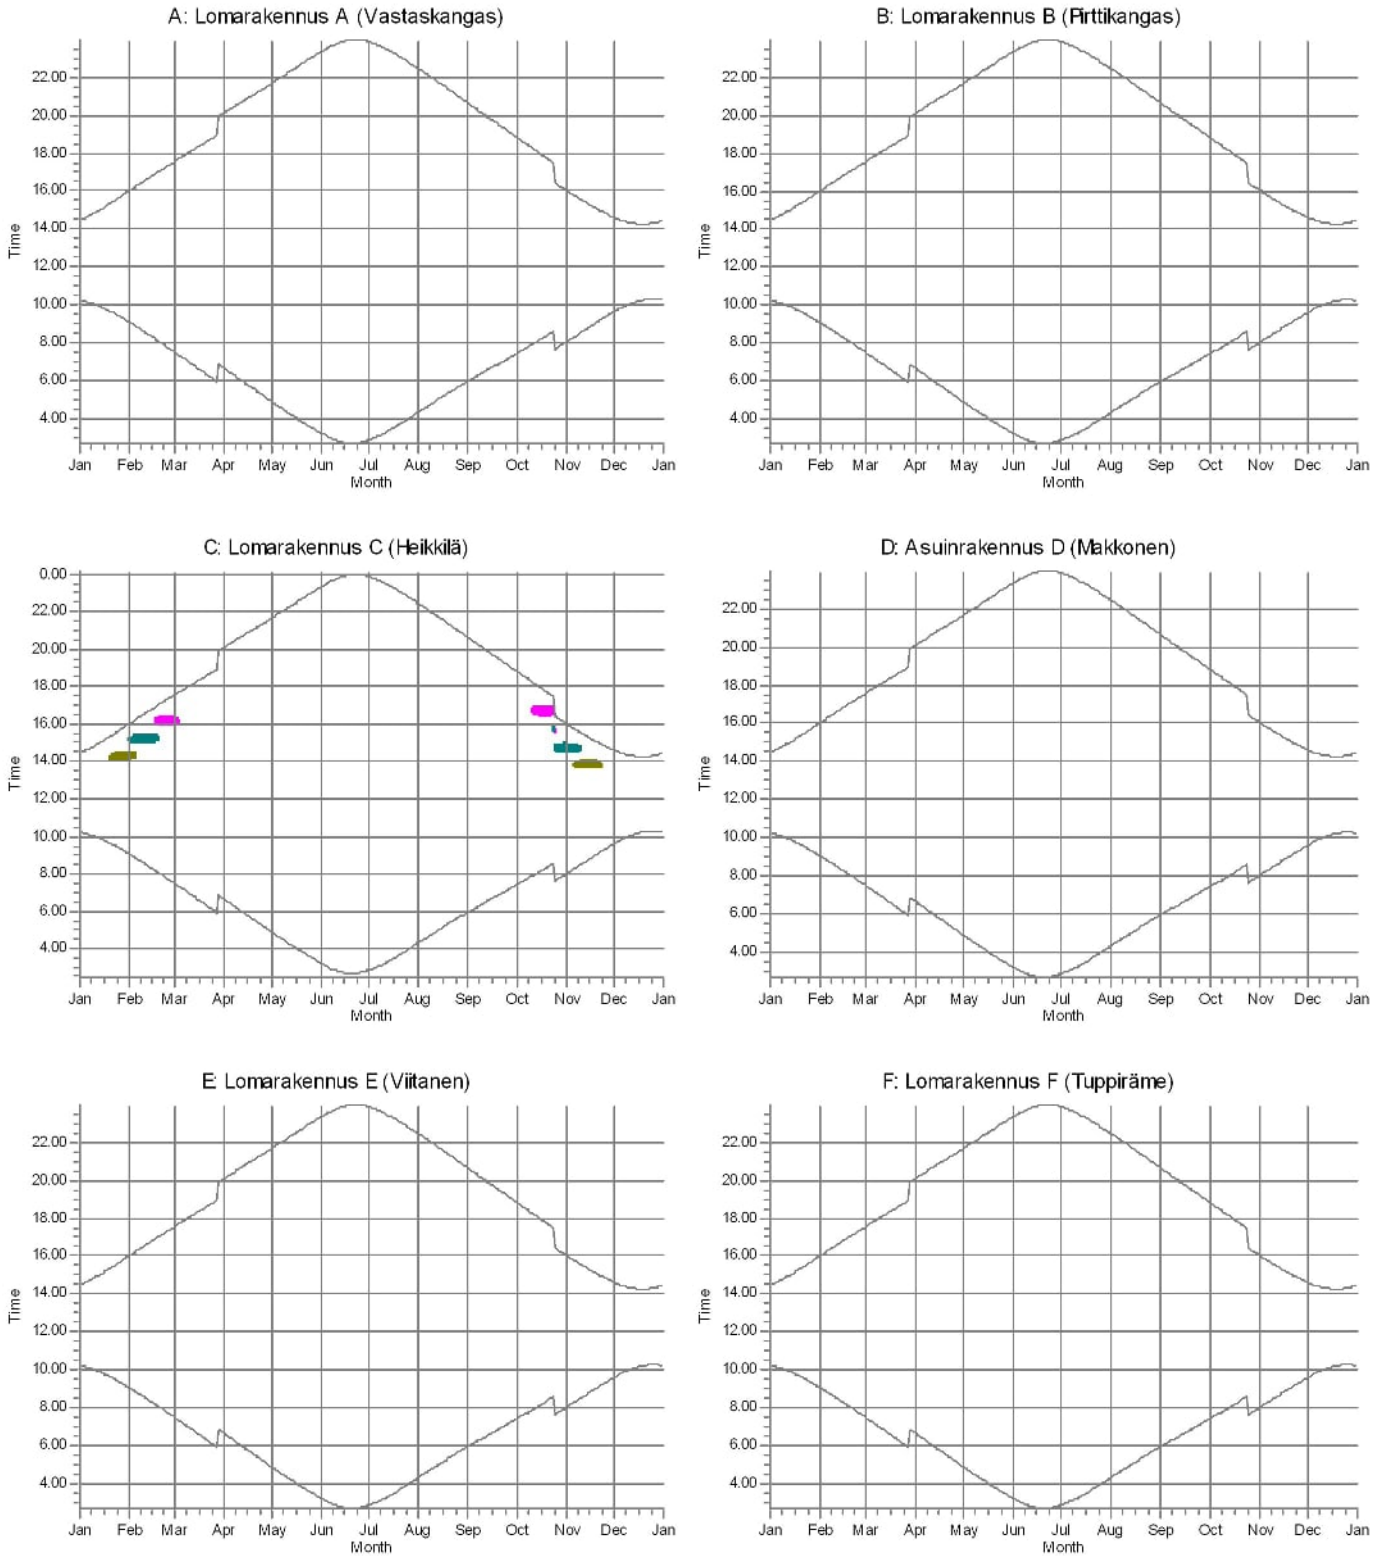 A: Lomarakennus A (Vastaskangas)
22.00
20.00
18.00
16.00
14.00
12.00
10.00
8.00
6.00
4.00
Time
Jan Feb Mar Apr May Jun Jul Aug Sep Oct Nov Dec Jan
Month
B: Lomarakennus B (Pirttikangas)
22.00
20.00
18.00
16.00
14.00
12.00
10.00
8.00
6.00
4.00
Time
Jan Feb Mar Apr May Jun Jul Aug Sep Oct Nov Dec Jan
Month
C: Lomarakennus C (Heikkilä)
0.00
22.00
20.00
18.00
16.00
14.00
12.00
10.00
8.00
6.00
4.00
Time
Jan Feb Mar Apr May Jun Jul Aug Sep Oct Nov Dec Jan
Month
D: Asuinrakennus D (Makkonen)
22.00
20.00
18.00
16.00
14.00
12.00
10.00
8.00
6.00
4.00
Time
Jan Feb Mar Apr May Jun Jul Aug Sep Oct Nov Dec Jan
Month
E: Lomarakennus E (Viitanen)
22.00
20.00
18.00
16.00
14.00
12.00
10.00
8.00
6.00
4.00
Time
Jan Feb Mar Apr May Jun Jul Aug Sep Oct Nov Dec Jan
Month
F: Lomarakennus F (Tuppiräme)
22.00
20.00
18.00
16.00
14.00
12.00
10.00
8.00
6.00
4.00
Time
Jan Feb Mar Apr May Jun Jul Aug Sep Oct Nov Dec Jan
Month